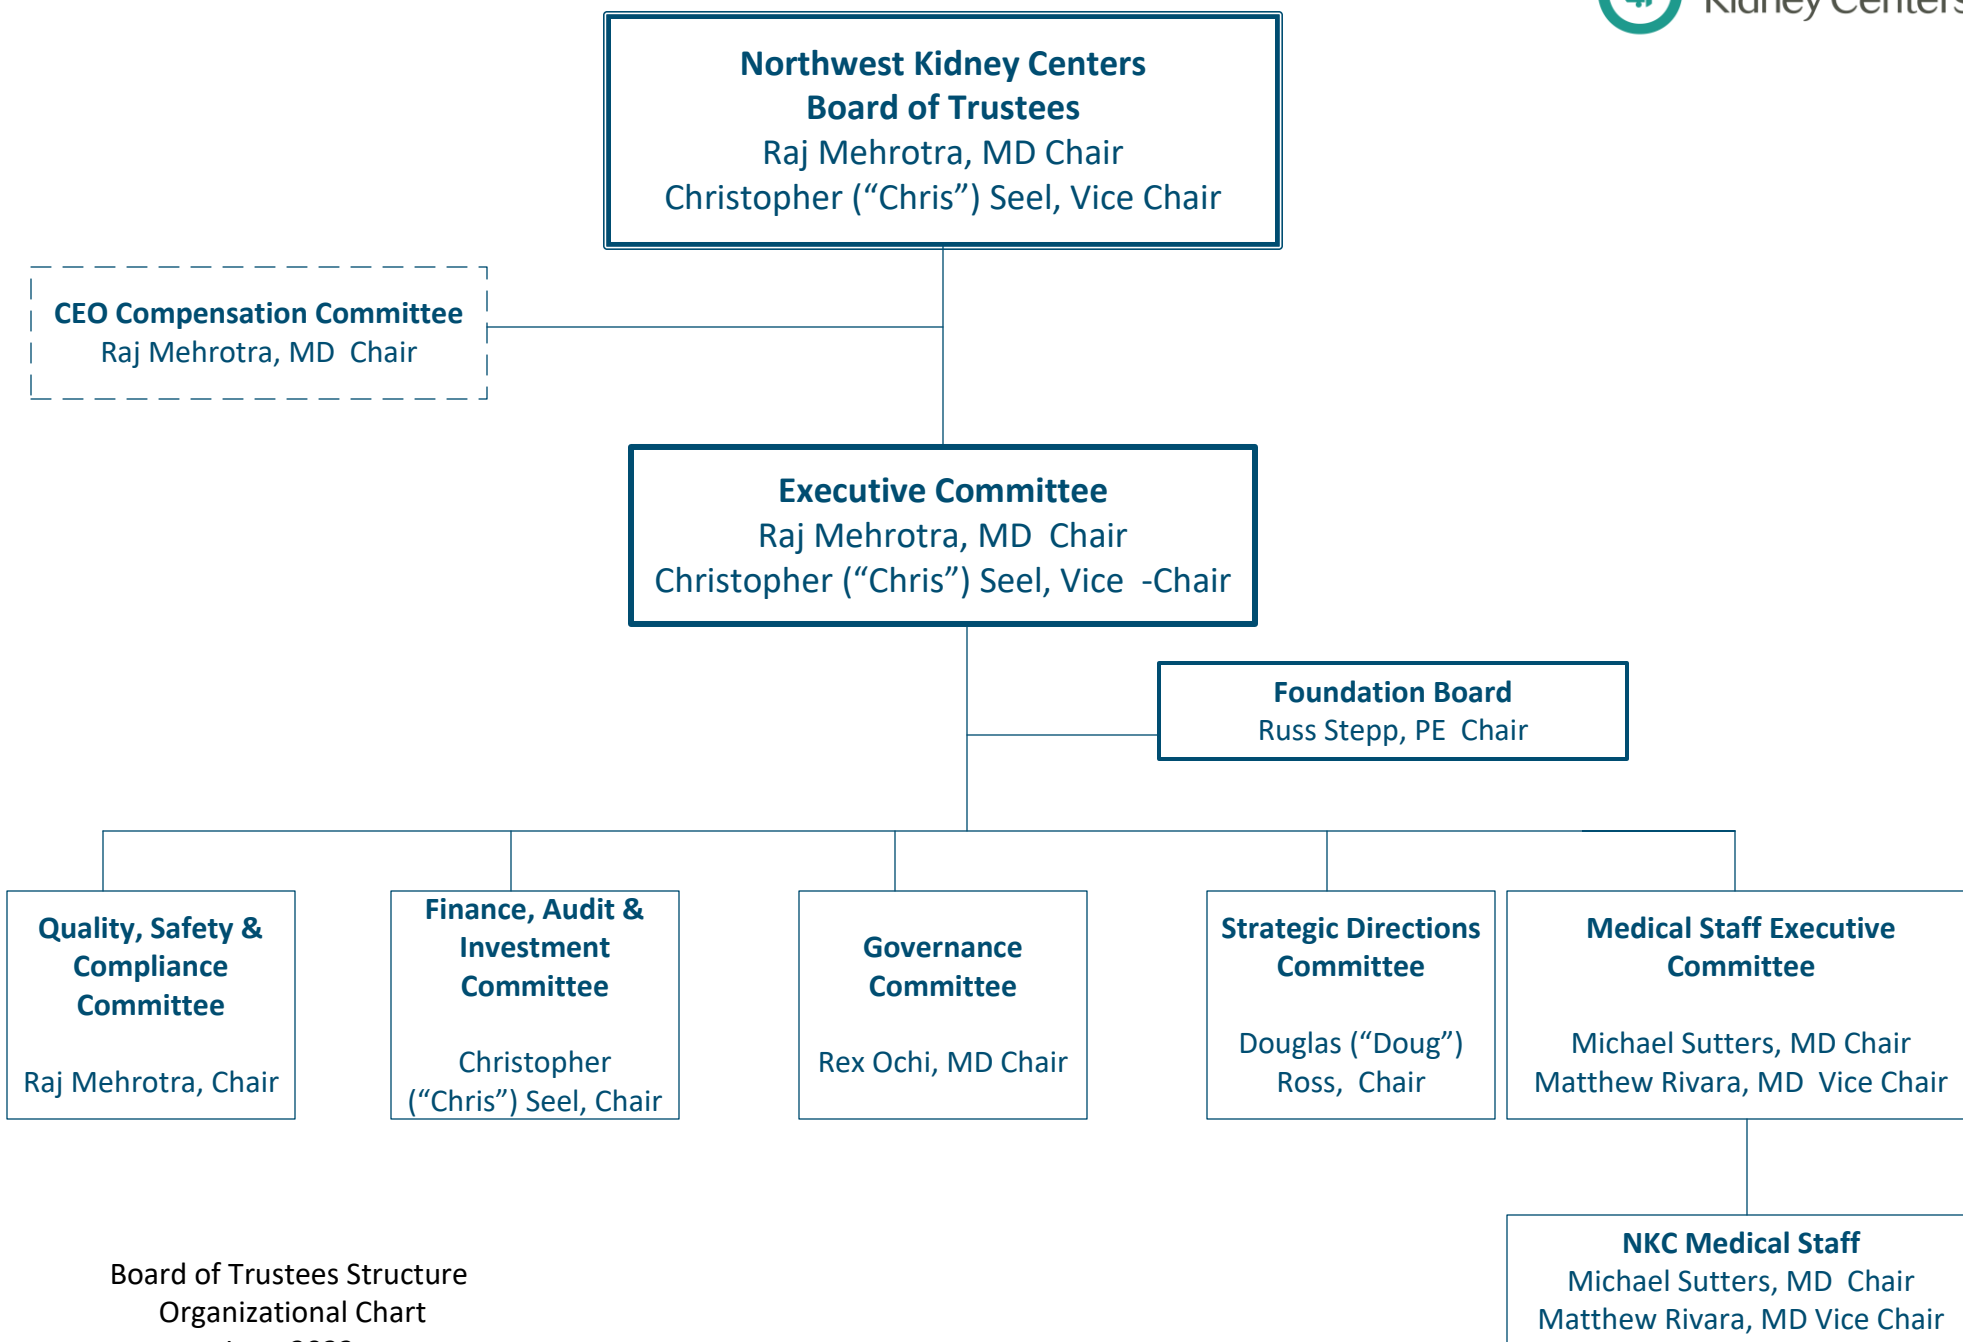 Kidney Centers
Northwest Kidney Centers
Board of Trustees
Raj Mehrotra, MD Chair
Christopher (“Chris”) Seel, Vice Chair
CEO Compensation Committee
Raj Mehrotra, MD  Chair
Executive Committee
Raj Mehrotra, MD  Chair
Christopher (“Chris”) Seel, Vice  -Chair
Foundation Board
Russ Stepp, PE  Chair
Quality, Safety &
Compliance
Committee
Raj Mehrotra, Chair
Finance, Audit &
Investment
Committee
Christopher
(“Chris”) Seel, Chair
Governance
Committee
Rex Ochi, MD Chair
Strategic Directions
Committee
Douglas (“Doug”)
Ross,  Chair
Medical Staff Executive
Committee
Michael Sutters, MD Chair
Matthew Rivara, MD  Vice Chair
NKC Medical Staff
Michael Sutters, MD  Chair
Matthew Rivara, MD Vice Chair
Board of Trustees Structure
Organizational Chart